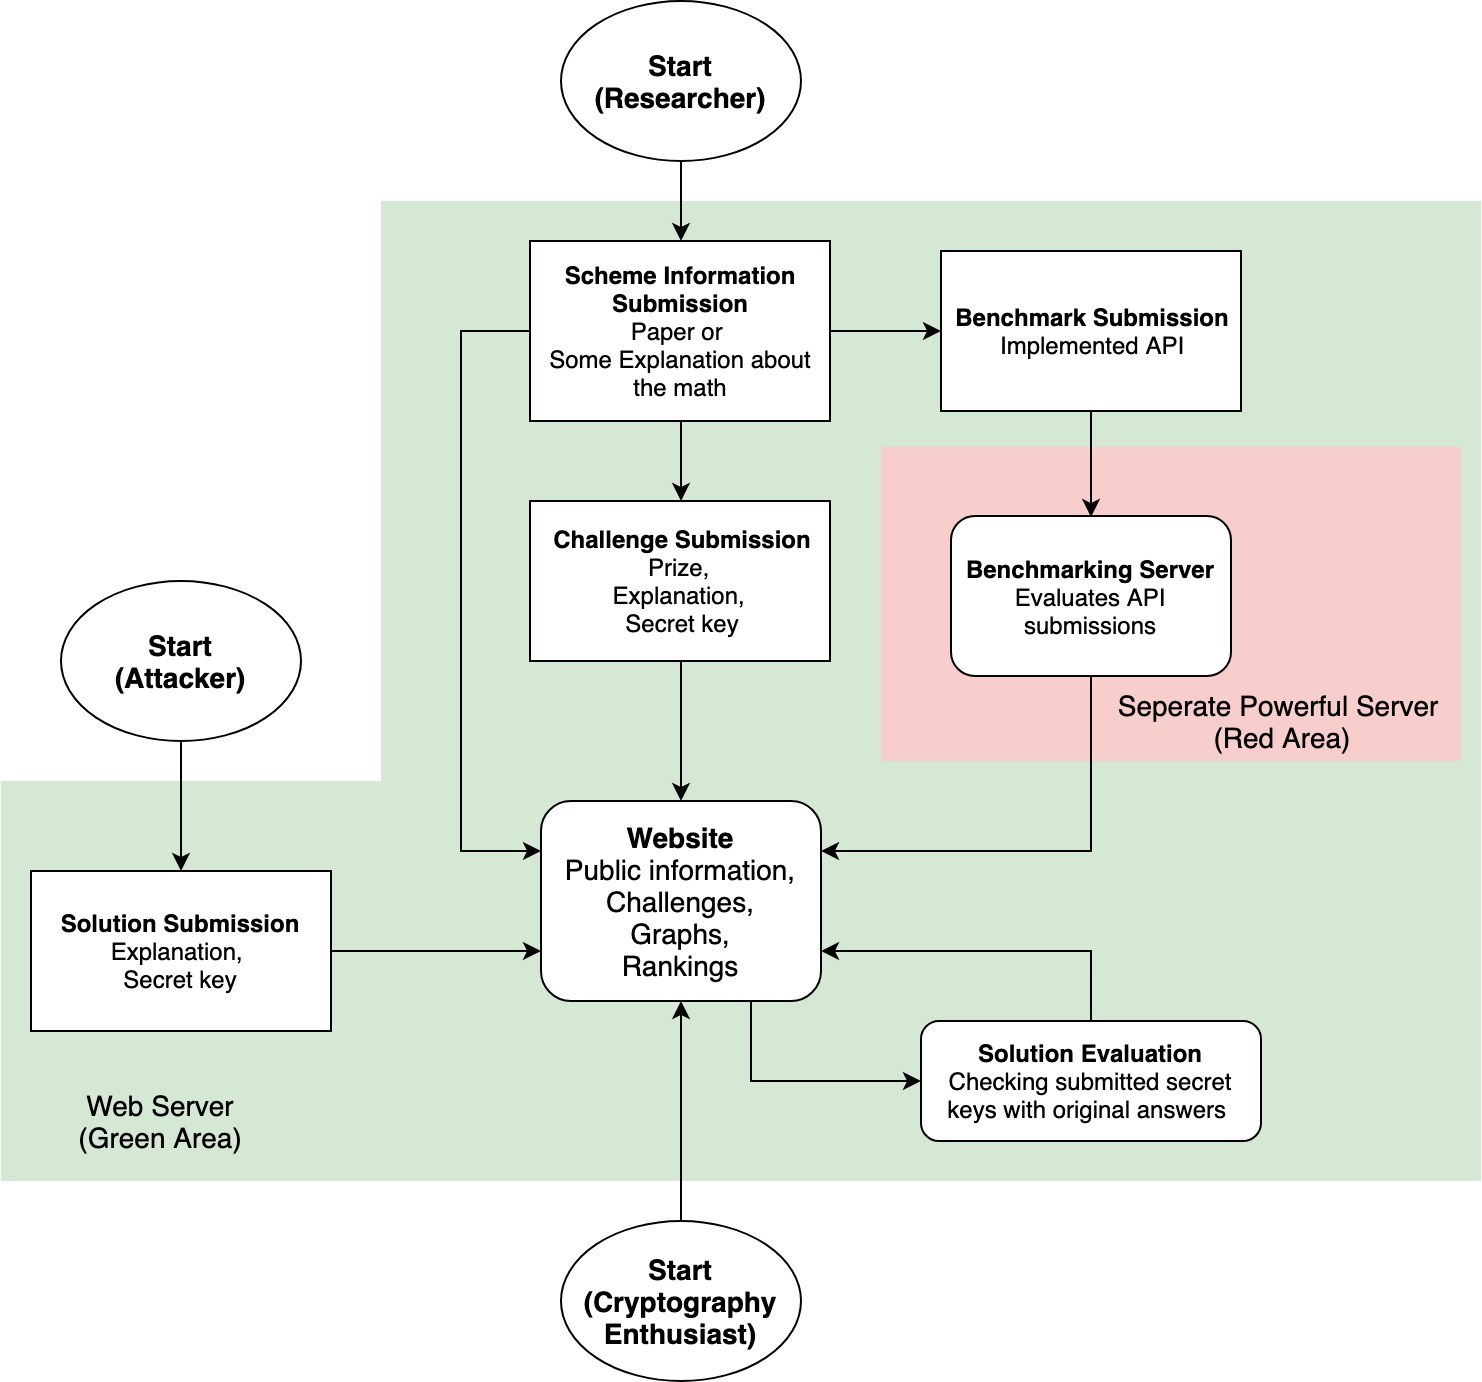 Start
(Researcher)
Scheme Information
Submission
Paper or
Some Explanation about
the math
Benchmark Submission
Implemented API
Challenge Submission
Prize,
Explanation,
Secret key
Benchmarking Server
Evaluates API
submissions
Seperate Powerful Server
(Red Area)
Start
(Attacker)
Website
Public information,
Challenges,
Graphs,
Rankings
Solution Submission
Explanation,
Secret key
Solution Evaluation
Checking submitted secret
keys with original answers
Web Server
(Green Area)
Start
(Cryptography
Enthusiast)